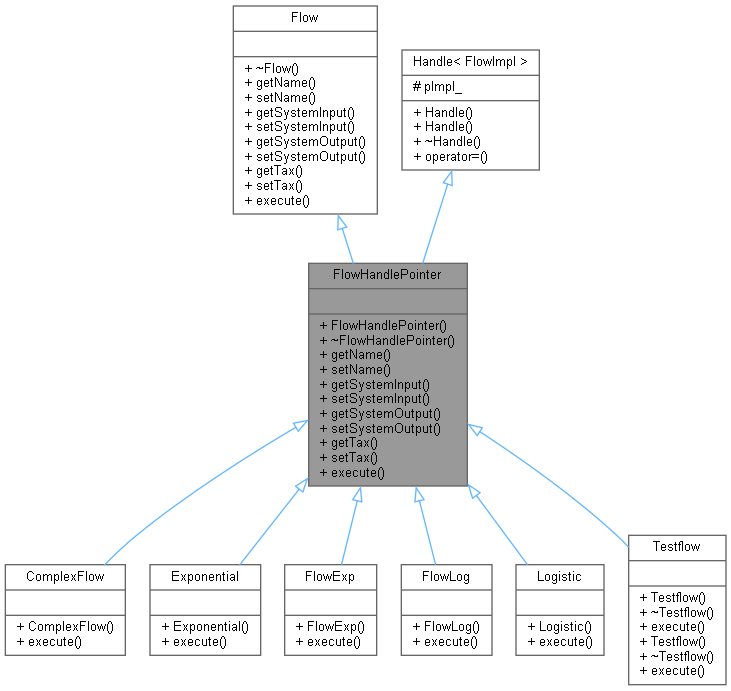 Flow
+ ~Flow()
+ getName()
+ setName()
+ getSystemInput()
+ setSystemInput()
+ getSystemOutput()
+ setSystemOutput()
+ getTax()
+ setTax()
+ execute()
Handle< FlowImpl >
# pImpl_
+ Handle()
+ Handle()
+ ~Handle()
+ operator=()
FlowHandlePointer
+ FlowHandlePointer()
+ ~FlowHandlePointer()
+ getName()
+ setName()
+ getSystemInput()
+ setSystemInput()
+ getSystemOutput()
+ setSystemOutput()
+ getTax()
+ setTax()
+ execute()
ComplexFlow
+ ComplexFlow()
+ execute()
Exponential
+ Exponential()
+ execute()
FlowExp
+ FlowExp()
+ execute()
FlowLog
+ FlowLog()
+ execute()
Logistic
+ Logistic()
+ execute()
Testflow
+ Testflow()
+ ~Testflow()
+ execute()
+ Testflow()
+ ~Testflow()
+ execute()